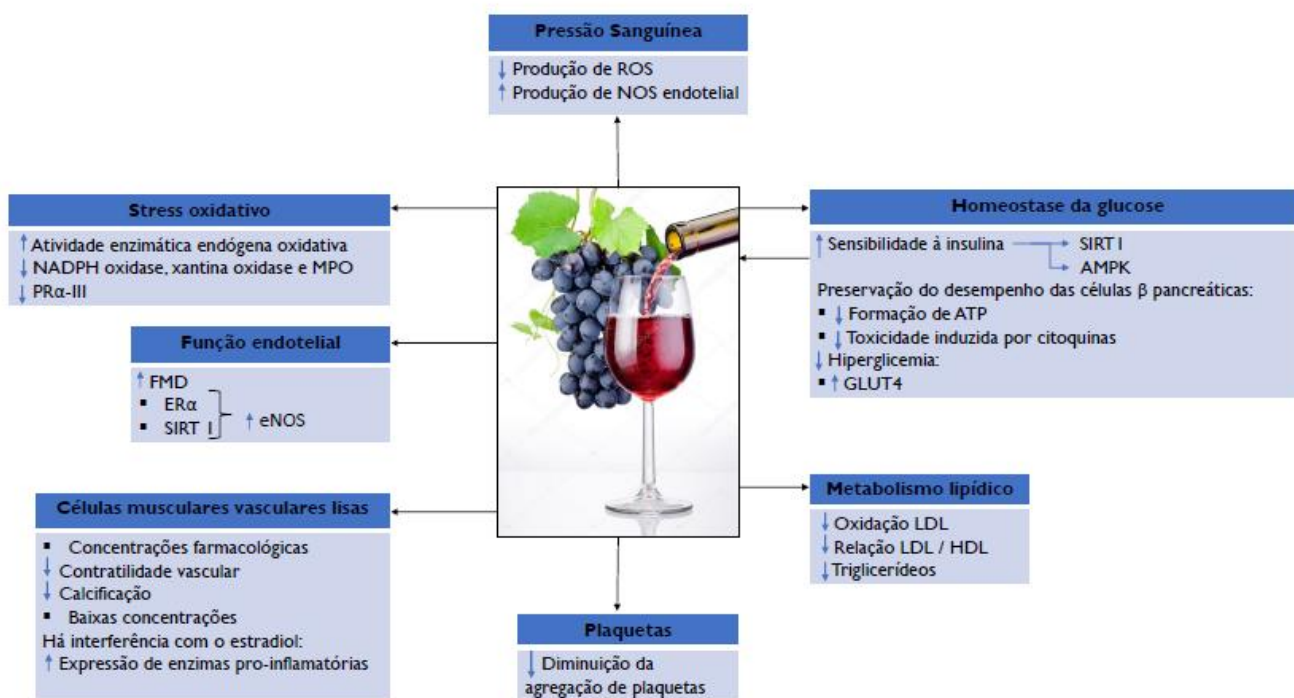 Pressão Sanguínea
↓ Produção de ROS
↑ Produção de NOS endotelial
Stress oxidativo
↑ Atividade enzimática endógena oxidativa
↓ NADPH oxidase, xantina oxidase e MPO
↓ PRα-III
Função endotelial
↑ FMD
▪ ERα
▪ SIRT 1
↑ eNOS
Células musculares vasculares lisas
▪ Concentrações farmacológicas
↓ Contratilidade vascular
↓ Calcificação
▪ Baixas concentrações
Há interferência com o estradiol:
↑ Expressão de enzimas pro-inflamatórias
Plaquetas
↓ Diminuição da
agregação de plaquetas
Homeostase da glucose
↑ Sensibilidade à insulina → SIRT1
→ AMPK
Preservação do desempenho das células β pancreáticas:
▪ ↓ Formação de ATP
▪ ↓ Toxicidade induzida por citoquinas
↓ Hiperglicemia:
▪ ↑ GLUT4
Metabolismo lipídico
↓ Oxidação LDL
↓ Relação LDL / HDL
↓ Triglicerídeos